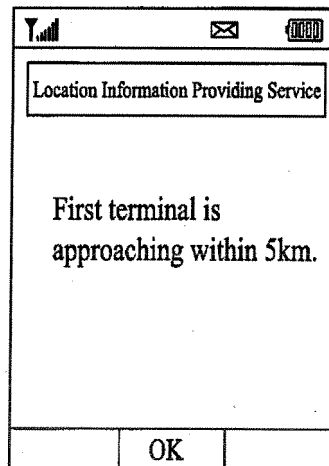 Location Information Providing Service
First terminal is
approaching within 5km.
OK